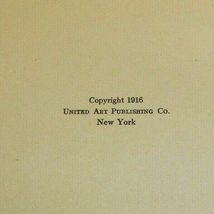 Copyright 1916
United Art Publishing Co.
New York